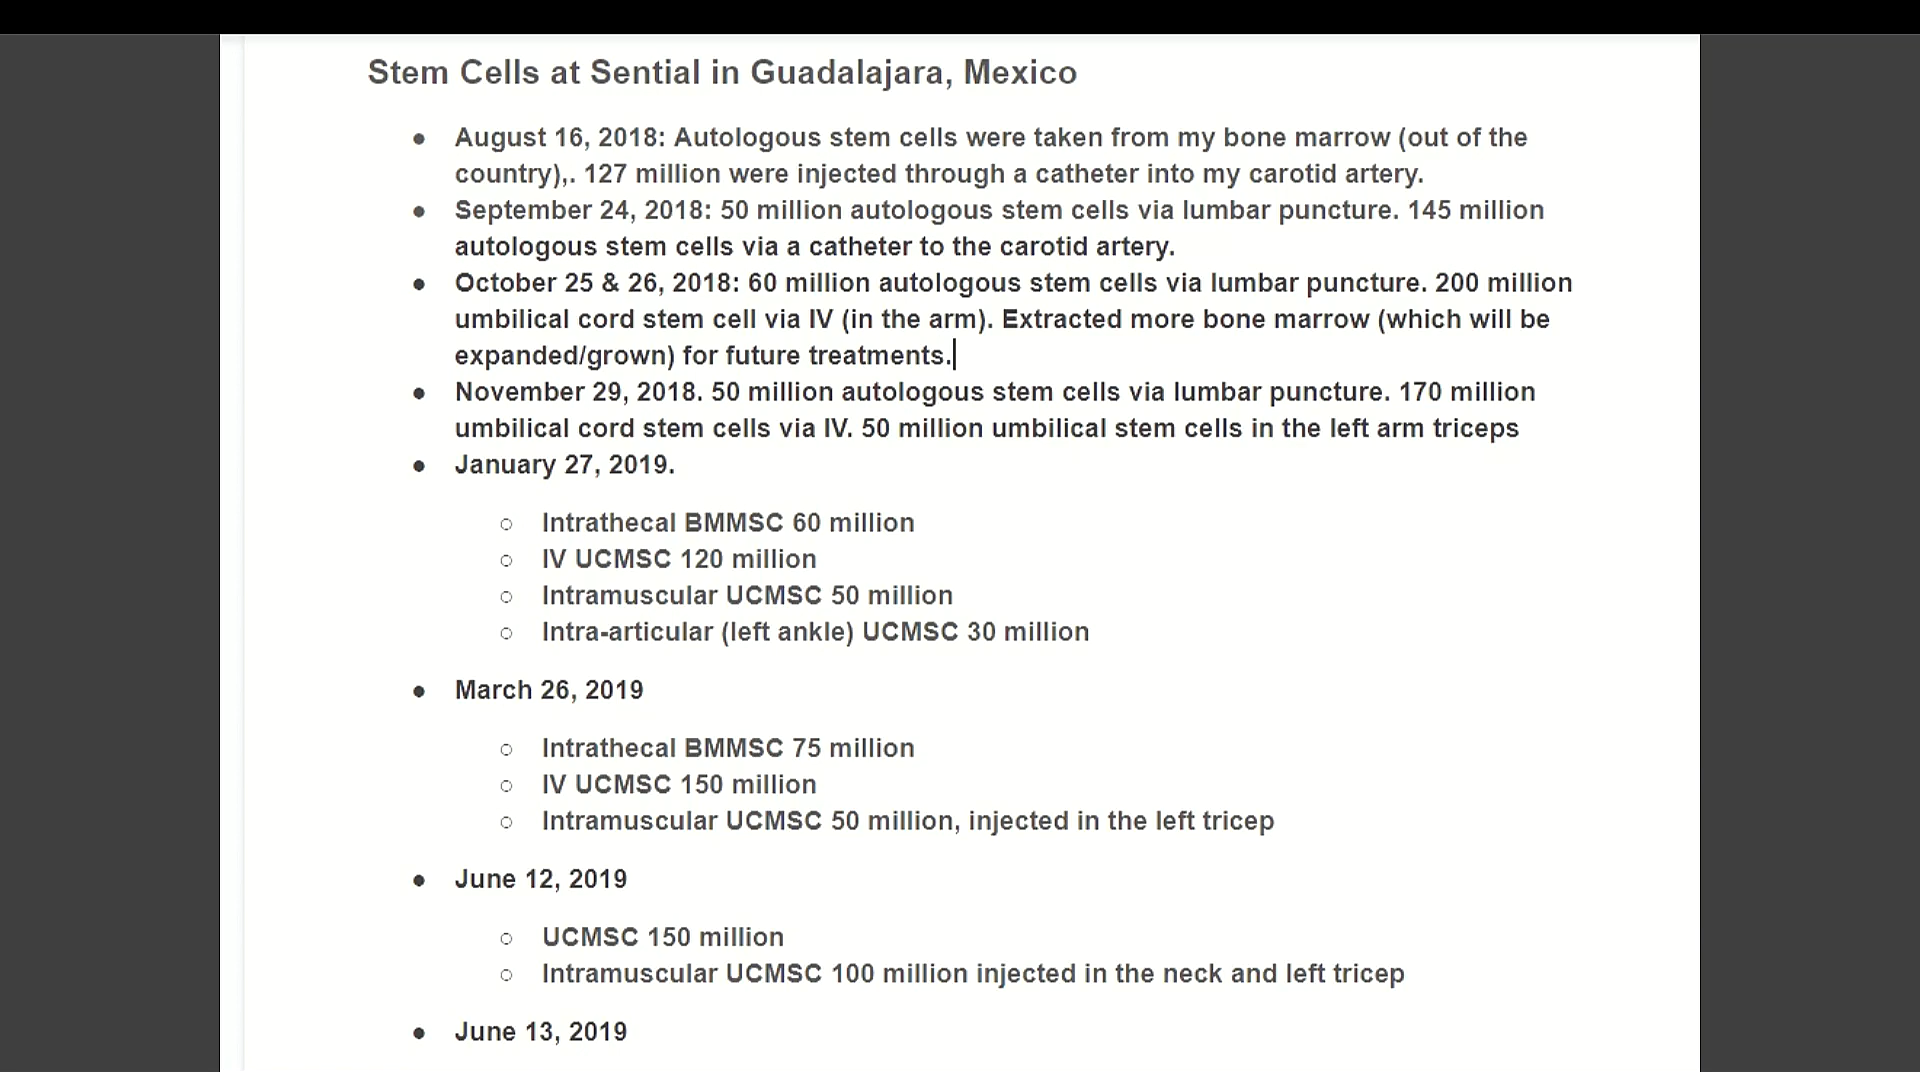 Stem Cells at Sential in Guadalajara, Mexico
● August 16, 2018: Autologous stem cells were taken from my bone marrow (out of the
country),. 127 million were injected through a catheter into my carotid artery.
● September 24, 2018: 50 million autologous stem cells via lumbar puncture. 145 million
autologous stem cells via a catheter to the carotid artery.
● October 25 & 26, 2018: 60 million autologous stem cells via lumbar puncture. 200 million
umbilical cord stem cell via IV (in the arm). Extracted more bone marrow (which will be
expanded/grown) for future treatments.
● November 29, 2018. 50 million autologous stem cells via lumbar puncture. 170 million
umbilical cord stem cells via IV. 50 million umbilical stem cells in the left arm triceps
● January 27, 2019.
○ Intrathecal BMMSC 60 million
○ IV UCMSC 120 million
○ Intramuscular UCMSC 50 million
○ Intra-articular (left ankle) UCMSC 30 million
● March 26, 2019
○ Intrathecal BMMSC 75 million
○ IV UCMSC 150 million
○ Intramuscular UCMSC 50 million, injected in the left tricep
● June 12, 2019
○ UCMSC 150 million
○ Intramuscular UCMSC 100 million injected in the neck and left tricep
● June 13, 2019